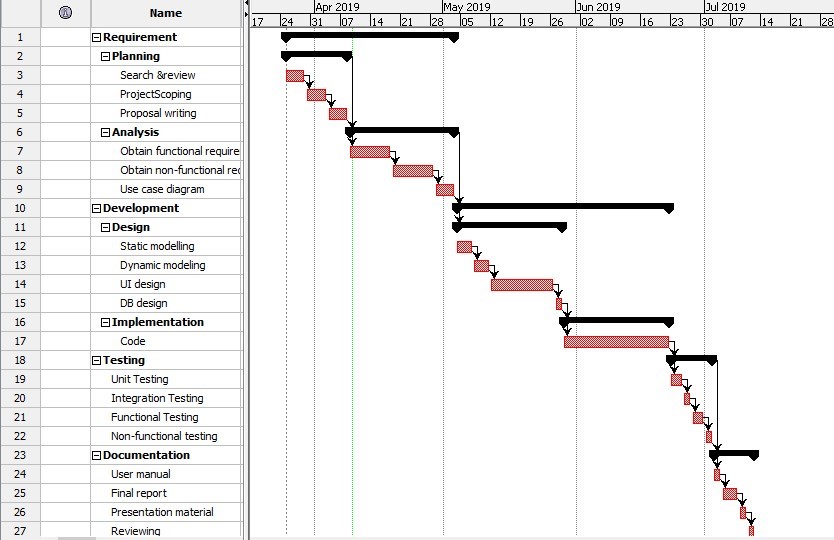 Name
Apr 2019 May 2019 Jun 2019 Jul 2019
17 24 31 07 14 21 28 05 12 19 26 02 09 16 23 30 07 14 21 28
1 Requirement
2 Planning
3 Search &review
4 ProjectScoping
5 Proposal writing
6 Analysis
7 Obtain functional require
8 Obtain non-functional rec
9 Use case diagram
10 Development
11 Design
12 Static modelling
13 Dynamic modeling
14 UI design
15 DB design
16 Implementation
17 Code
18 Testing
19 Unit Testing
20 Integration Testing
21 Functional Testing
22 Non-functional testing
23 Documentation
24 User manual
25 Final report
26 Presentation material
27 Reviewing